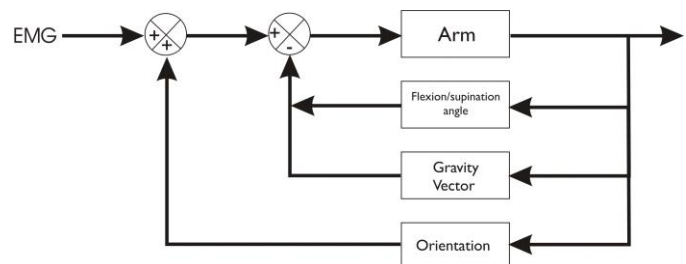 EMG
+
+
+
-
Arm
Flexion/supination
angle
Gravity
Vector
Orientation